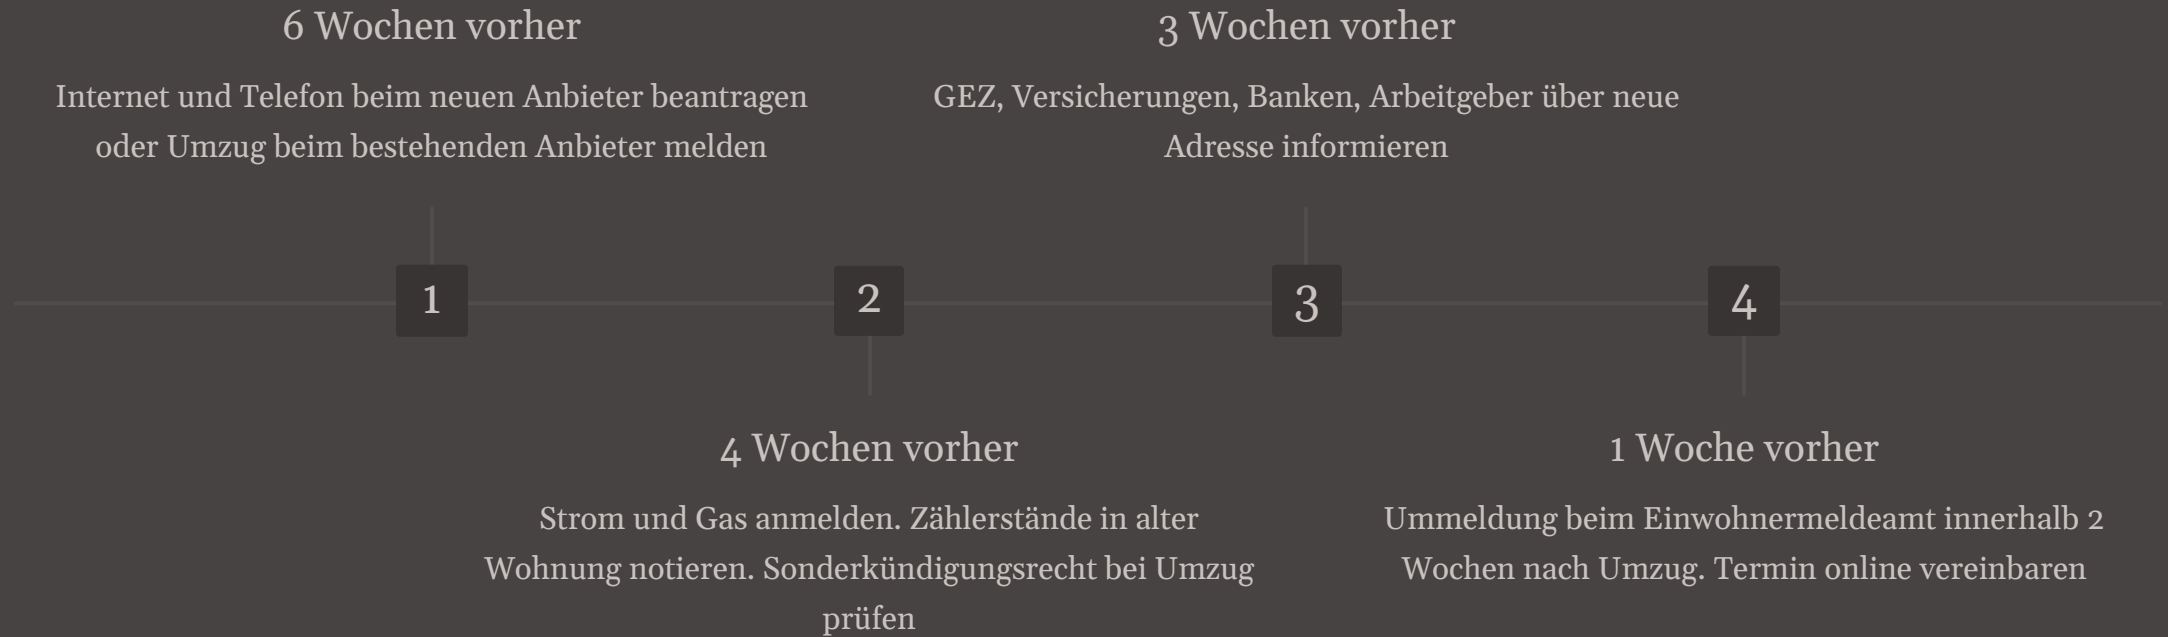 6 Wochen vorher
Internet und Telefon beim neuen Anbieter beantragen
oder Umzug beim bestehenden Anbieter melden
3 Wochen vorher
GEZ, Versicherungen, Banken, Arbeitgeber über neue
Adresse informieren
1
2
3
4
4 Wochen vorher
Strom und Gas anmelden. Zählerstände in alter
Wohnung notieren. Sonderkündigungsrecht bei Umzug
prüfen
1 Woche vorher
Ummeldung beim Einwohnermeldeamt innerhalb 2
Wochen nach Umzug. Termin online vereinbaren